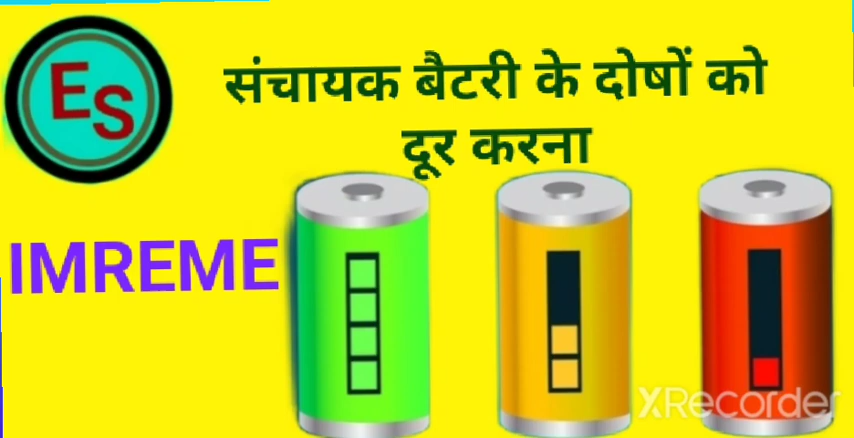 ES
संचायक बैटरी के दोषों को
दूर करना
IMREME
XRecorder